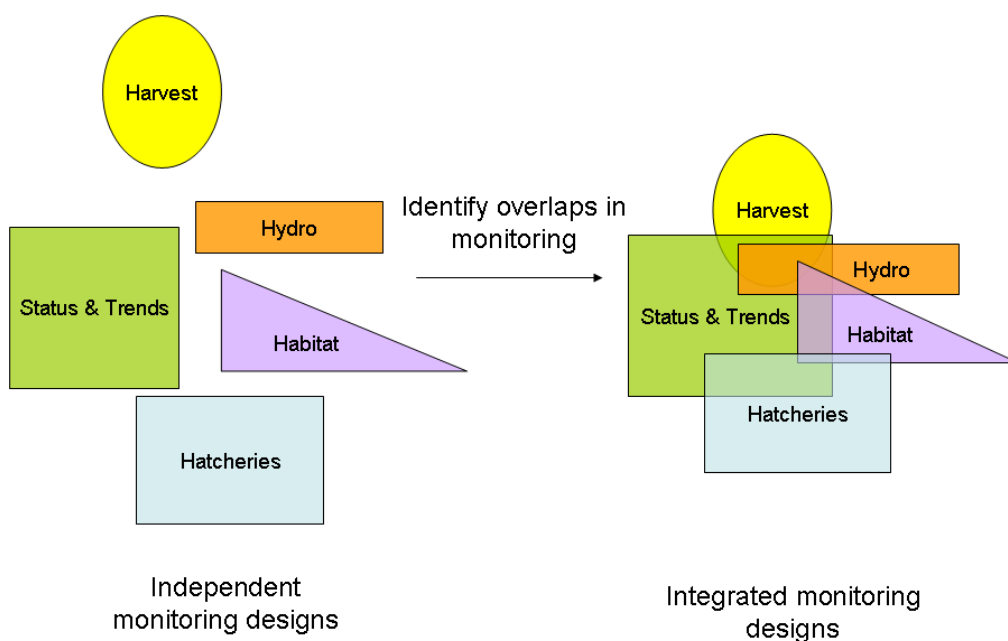 Harvest
Hydro
Status & Trends
Habitat
Hatcheries
Independent
monitoring designs
Identify overlaps in
monitoring
Harvest
Hydro
Status & Trends
Habitat
Hatcheries
Integrated monitoring
designs